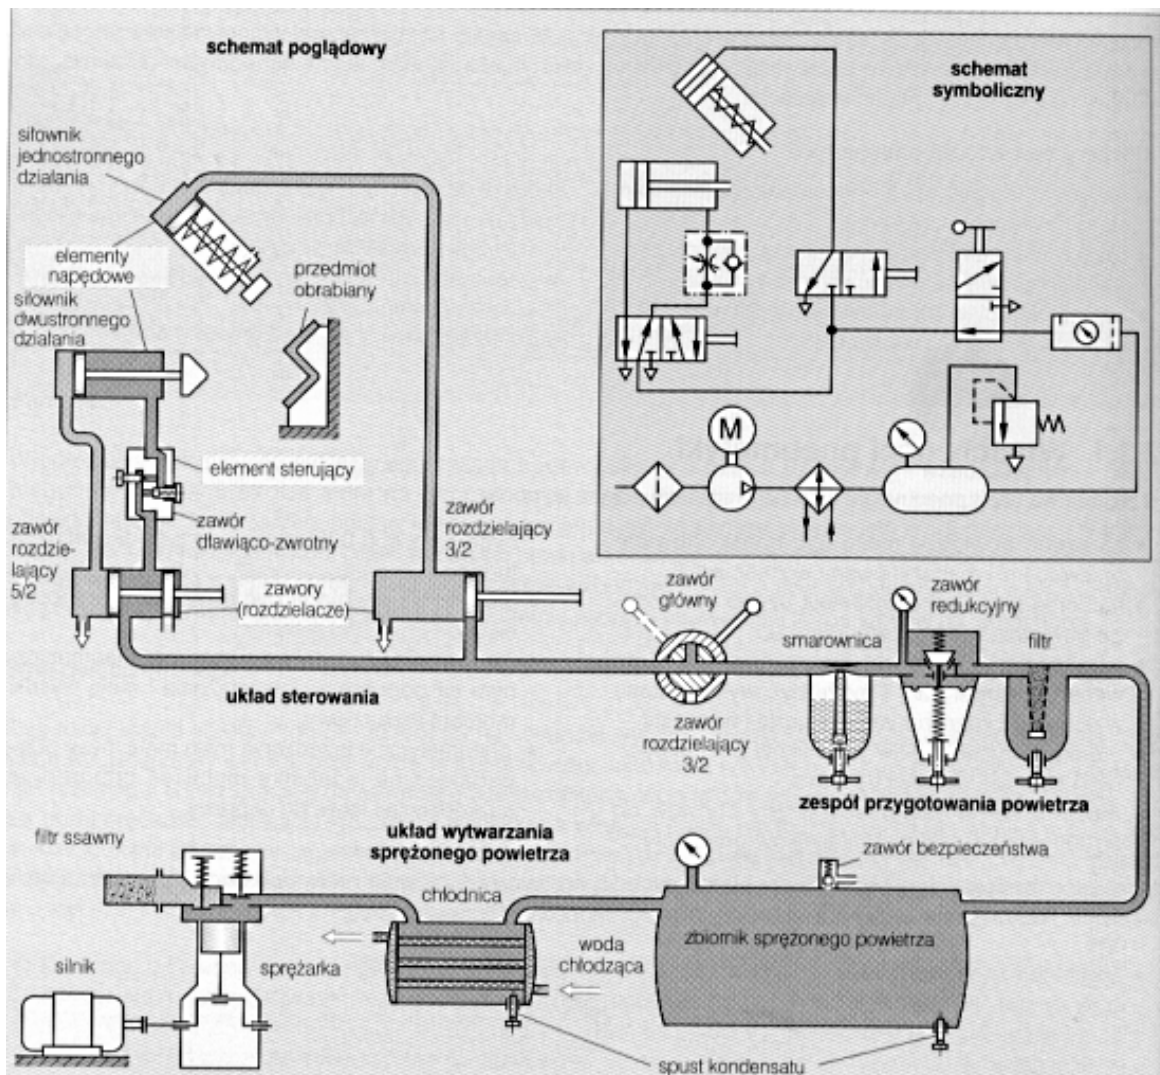 schemat poglądowy
schemat
symboliczny
siłownik
jednostronnego
działania
elementy
napędowe
siłownik
dwustronnego
działania
przedmiot
obrabiany
element sterujący
zawór
dławiąco-zwrotny
zawór
rozdzie-
lający
5/2
zawory
(rozdzielacze)
zawór
rozdzielający
3/2
M
zawór
główny
zawór
redukcyjny
smarownica
filtr
układ sterowania
zawór
rozdzielający
3/2
zespół przygotowania powietrza
filtr ssawny
układ wytwarzania
sprężonego powietrza
zawór bezpieczeństwa
chłodnica
zbiornik sprężonego powietrza
woda
chłodząca
silnik
sprężarka
spust kondensatu